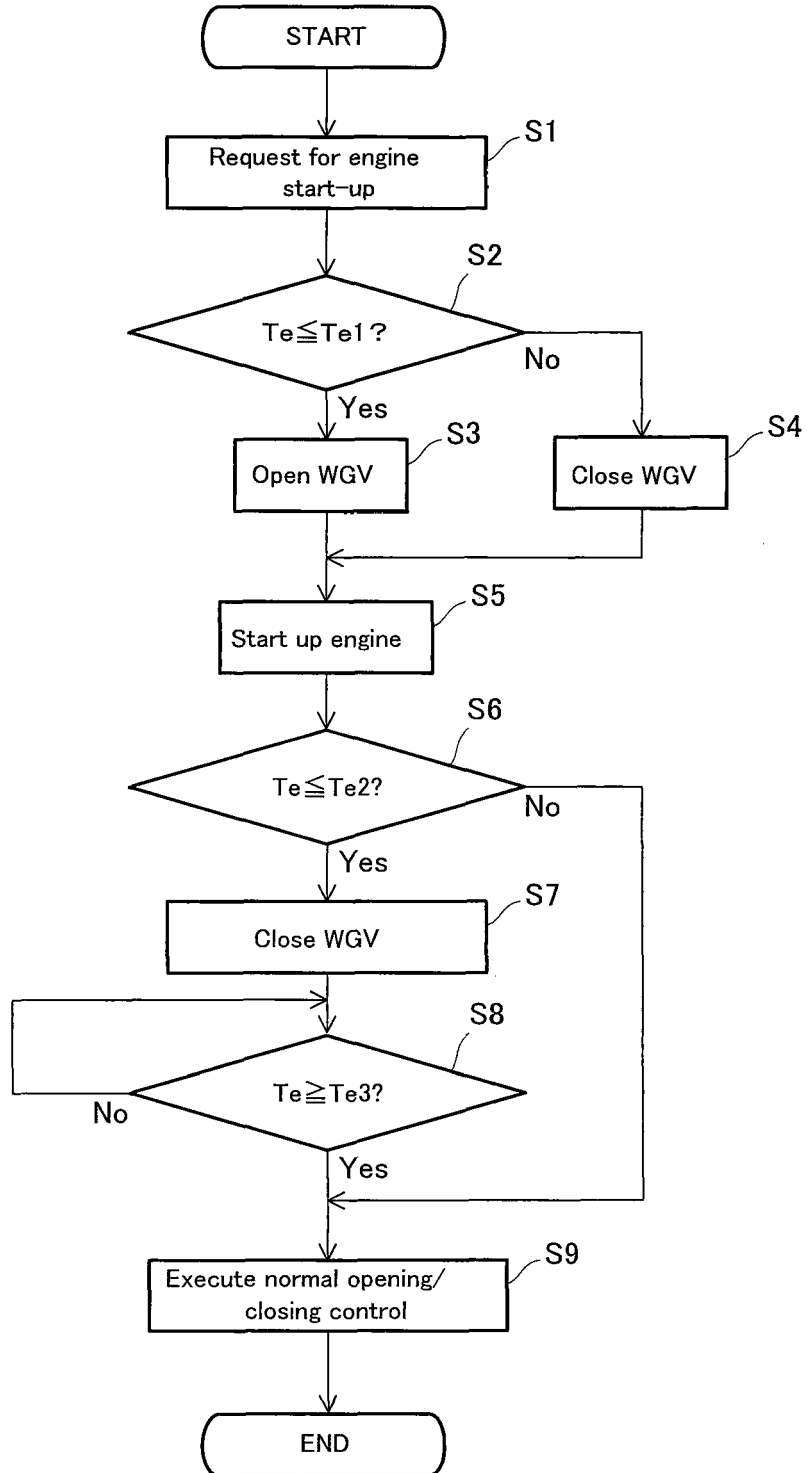 START
S1
Request for engine
start-up
S2
Te≦Te1?
No
Yes
S3
S4
Open WGV
Close WGV
S5
Start up engine
S6
Te≦Te2?
No
Yes
S7
Close WGV
S8
Te≧Te3?
No
Yes
S9
Execute normal opening/
closing control
END